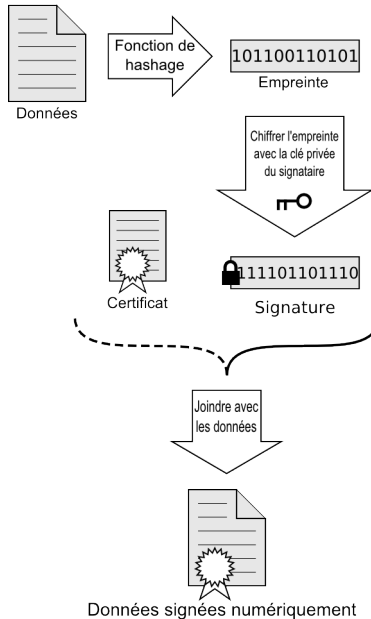 Fonction de
hashage
101100110101
Données
Empreinte
Chiffrer l'empreinte
avec la clé privée
du signataire
111101101110
Certificat
Signature
Joindre avec
les données
Données signées numériquement